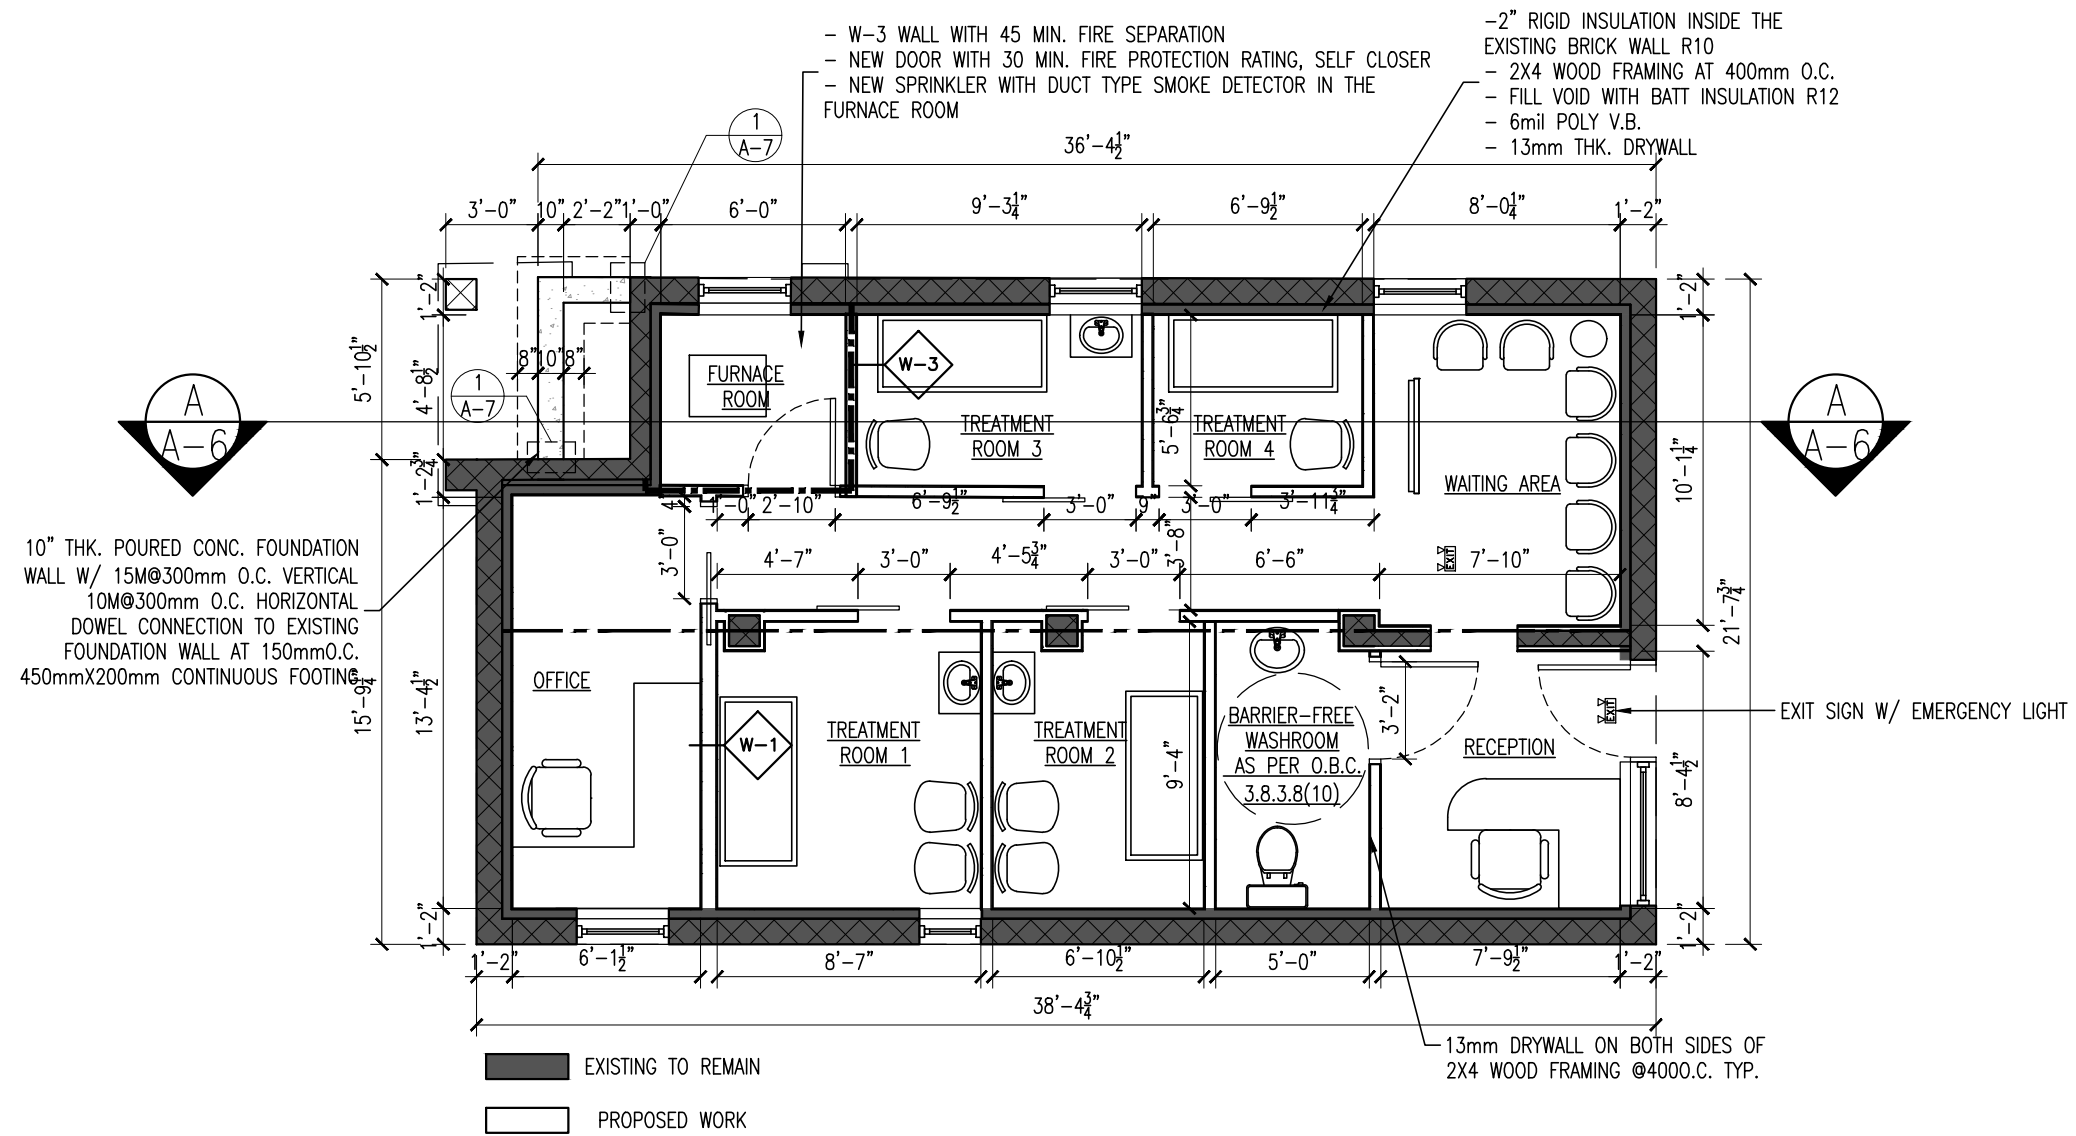 - W-3 WALL WITH 45 MIN. FIRE SEPARATION
- NEW DOOR WITH 30 MIN. FIRE PROTECTION RATING, SELF CLOSER
- NEW SPRINKLER WITH DUCT TYPE SMOKE DETECTOR IN THE
FURNACE ROOM
-2" RIGID INSULATION INSIDE THE
EXISTING BRICK WALL R10
- 2X4 WOOD FRAMING AT 400mm O.C.
- FILL VOID WITH BATT INSULATION R12
- 6mil POLY V.B.
- 13mm THK. DRYWALL
1
A-7
36'-4½"
3'-0"
10"
2'-2"
1'-0"
6'-0"
9'-3¼"
6'-9½"
8'-0¼"
1'-2"
1'-2"
5'-10½"
4'-8½"
1'-2¾"
8"
10"
8"
1
A-7
A
A-6
A
A-6
FURNACE
ROOM
W-3
TREATMENT
ROOM 3
5'-6¾"
TREATMENT
ROOM 4
WAITING AREA
1'-2"
10'-1¼"
21'-7¾"
4"
1'-0"
2'-10"
6'-9½"
3'-0"
9"
3'-0"
3'-11¾"
3'-0"
4'-7"
3'-0"
4'-5¾"
3'-0"
3'-8"
6'-6"
EXIT
7'-10"
10" THK. POURED CONC. FOUNDATION
WALL W/ 15M@300mm O.C. VERTICAL
10M@300mm O.C. HORIZONTAL
DOWEL CONNECTION TO EXISTING
FOUNDATION WALL AT 150mmO.C.
450mmX200mm CONTINUOUS FOOTING
15'-9¼"
13'-4½"
1'-2"
OFFICE
W-1
TREATMENT
ROOM 1
TREATMENT
ROOM 2
9'-4"
BARRIER-FREE
WASHROOM
AS PER O.B.C.
3.8.3.8(10)
3'-2"
RECEPTION
EXIT
EXIT SIGN W/ EMERGENCY LIGHT
8'-4½"
1'-2"
1'-2"
6'-1½"
8'-7"
6'-10½"
5'-0"
7'-9½"
1'-2"
38'-4¾"
13mm DRYWALL ON BOTH SIDES OF
2X4 WOOD FRAMING @400O.C. TYP.
EXISTING TO REMAIN
PROPOSED WORK